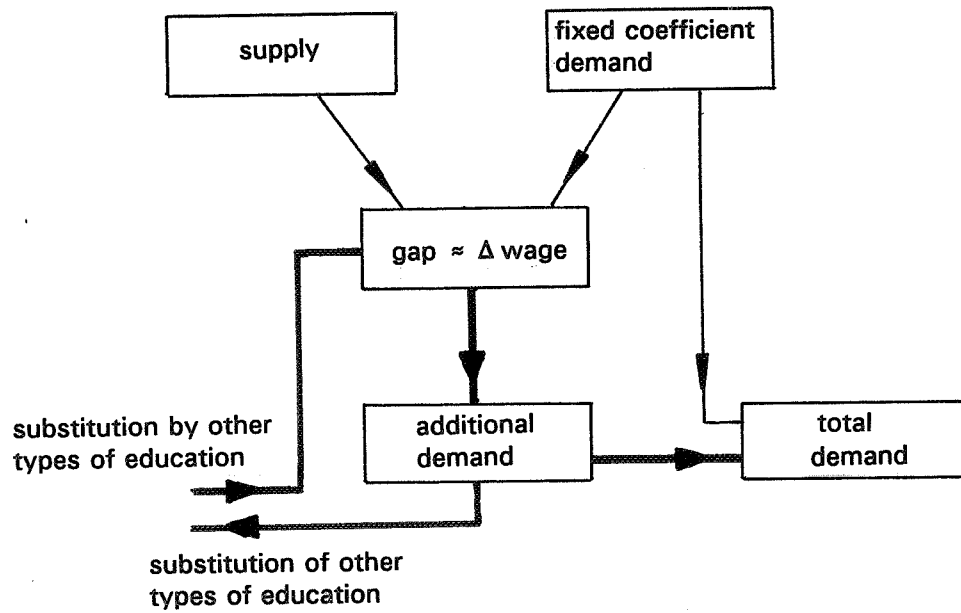 supply
fixed coefficient
demand
gap ≈ Δ wage
additional
demand
total
demand
substitution by other
types of education
substitution of other
types of education